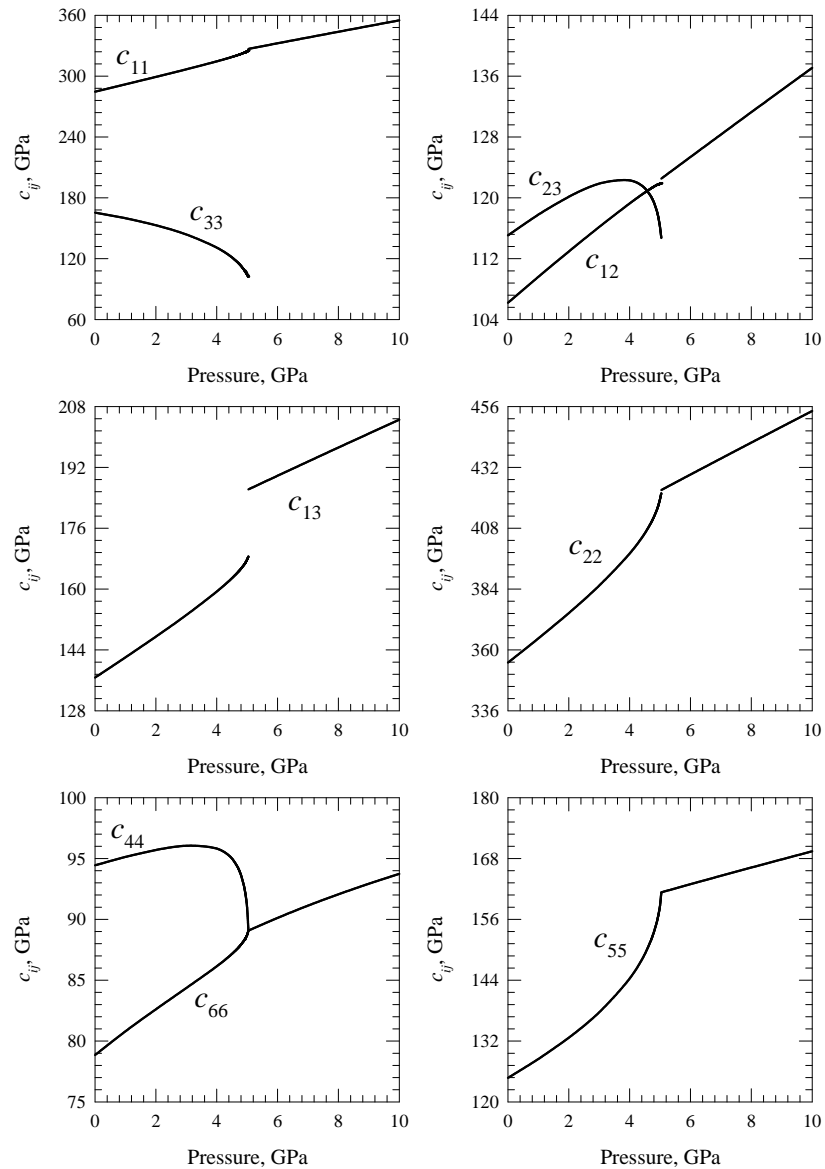 360
300
240
180
120
60
c_ij, GPa
c11
c33
0 2 4 6 8 10
Pressure, GPa
144
136
128
120
112
104
c_ij, GPa
c23
c12
0 2 4 6 8 10
Pressure, GPa
208
192
176
160
144
128
c_ij, GPa
c13
0 2 4 6 8 10
Pressure, GPa
456
432
408
384
360
336
c_ij, GPa
c22
0 2 4 6 8 10
Pressure, GPa
100
95
90
85
80
75
c_ij, GPa
c44
c66
0 2 4 6 8 10
Pressure, GPa
180
168
156
144
132
120
c_ij, GPa
c55
0 2 4 6 8 10
Pressure, GPa